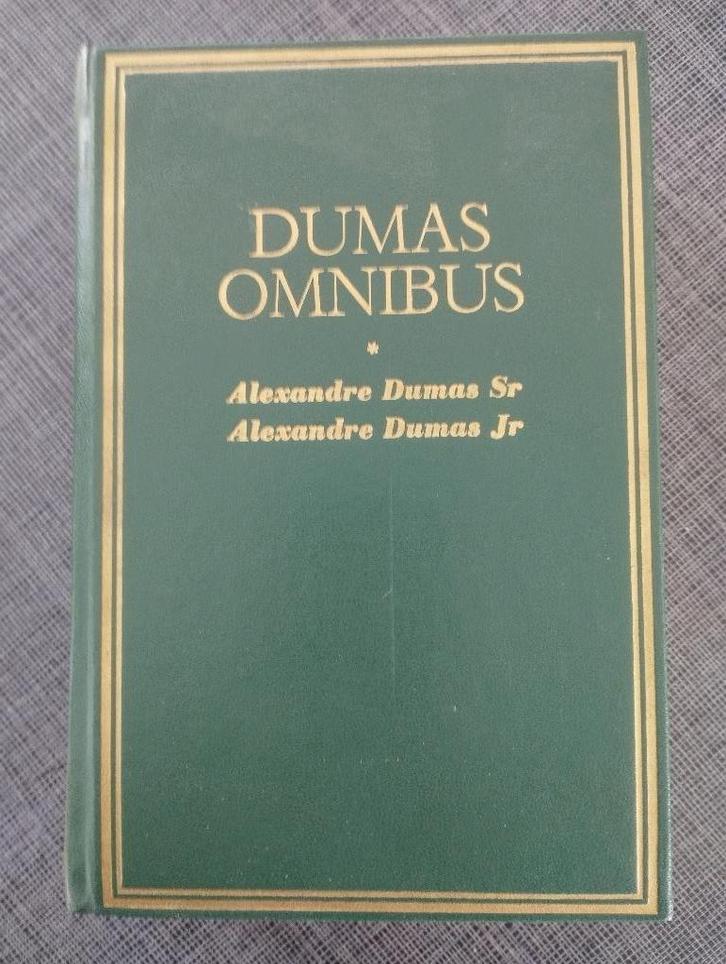 DUMAS
OMNIBUS
*
Alexandre Dumas Sr
Alexandre Dumas Jr